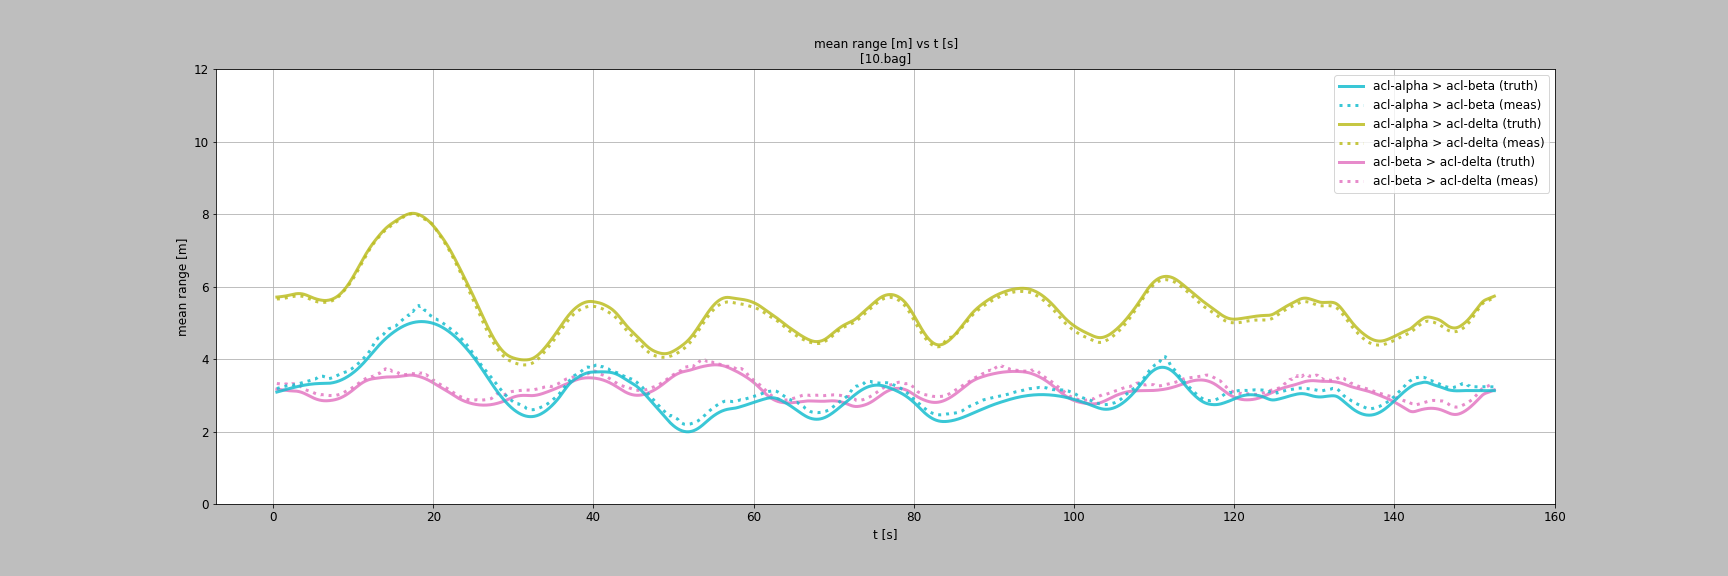 mean range [m] vs t [s]
[10.bag]
12
10
8
6
4
2
0
mean range [m]
acl-alpha > acl-beta (truth)
acl-alpha > acl-beta (meas)
acl-alpha > acl-delta (truth)
acl-alpha > acl-delta (meas)
acl-beta > acl-delta (truth)
acl-beta > acl-delta (meas)
0 20 40 60 80 100 120 140 160
t [s]